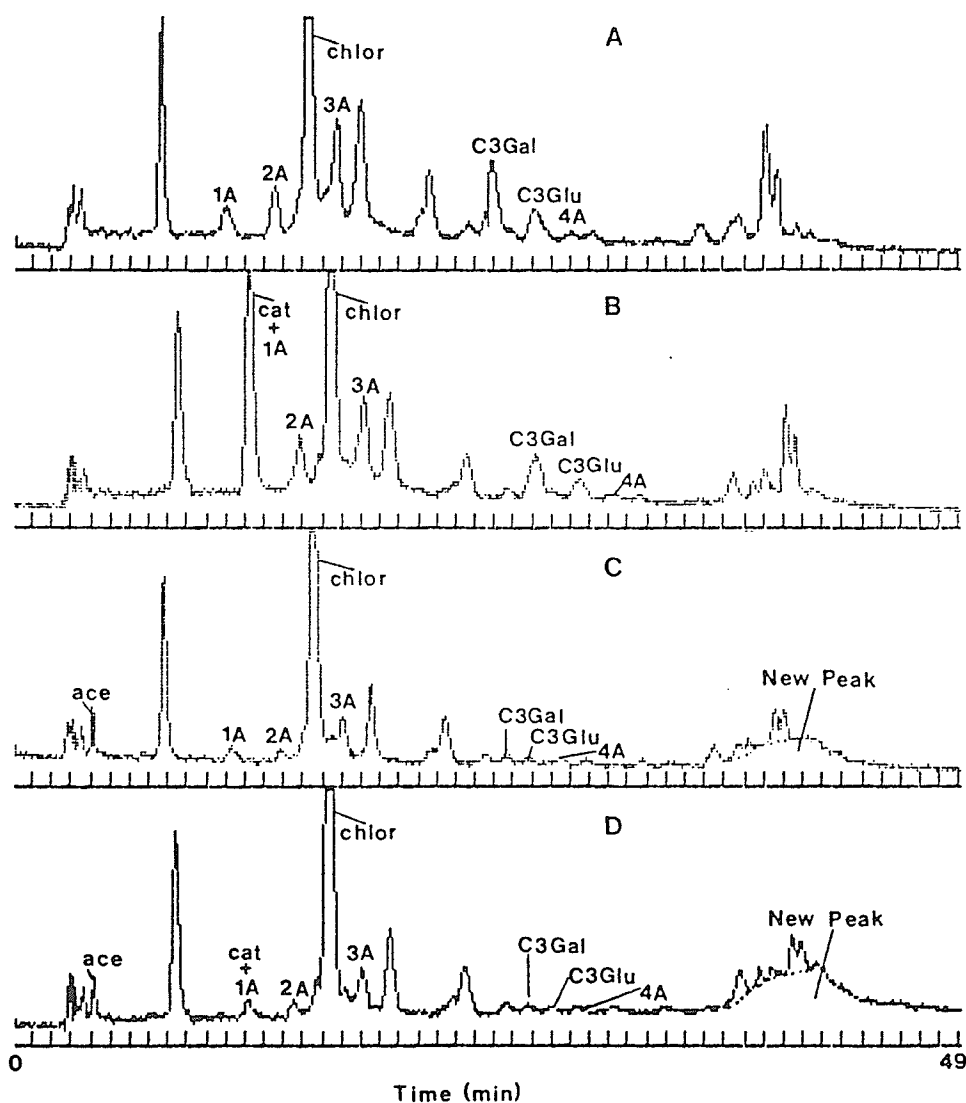 A
chlor
3A
C3Gal
2A
1A
C3Glu
4A
B
cat
+
1A
chlor
3A
2A
C3Gal
C3Glu
4A
C
chlor
New Peak
ace
3A
C3Gal
1A
2A
C3Glu
4A
D
chlor
New Peak
ace
cat
+
1A
2A
3A
C3Gal
C3Glu
4A
0
49
Time (min)